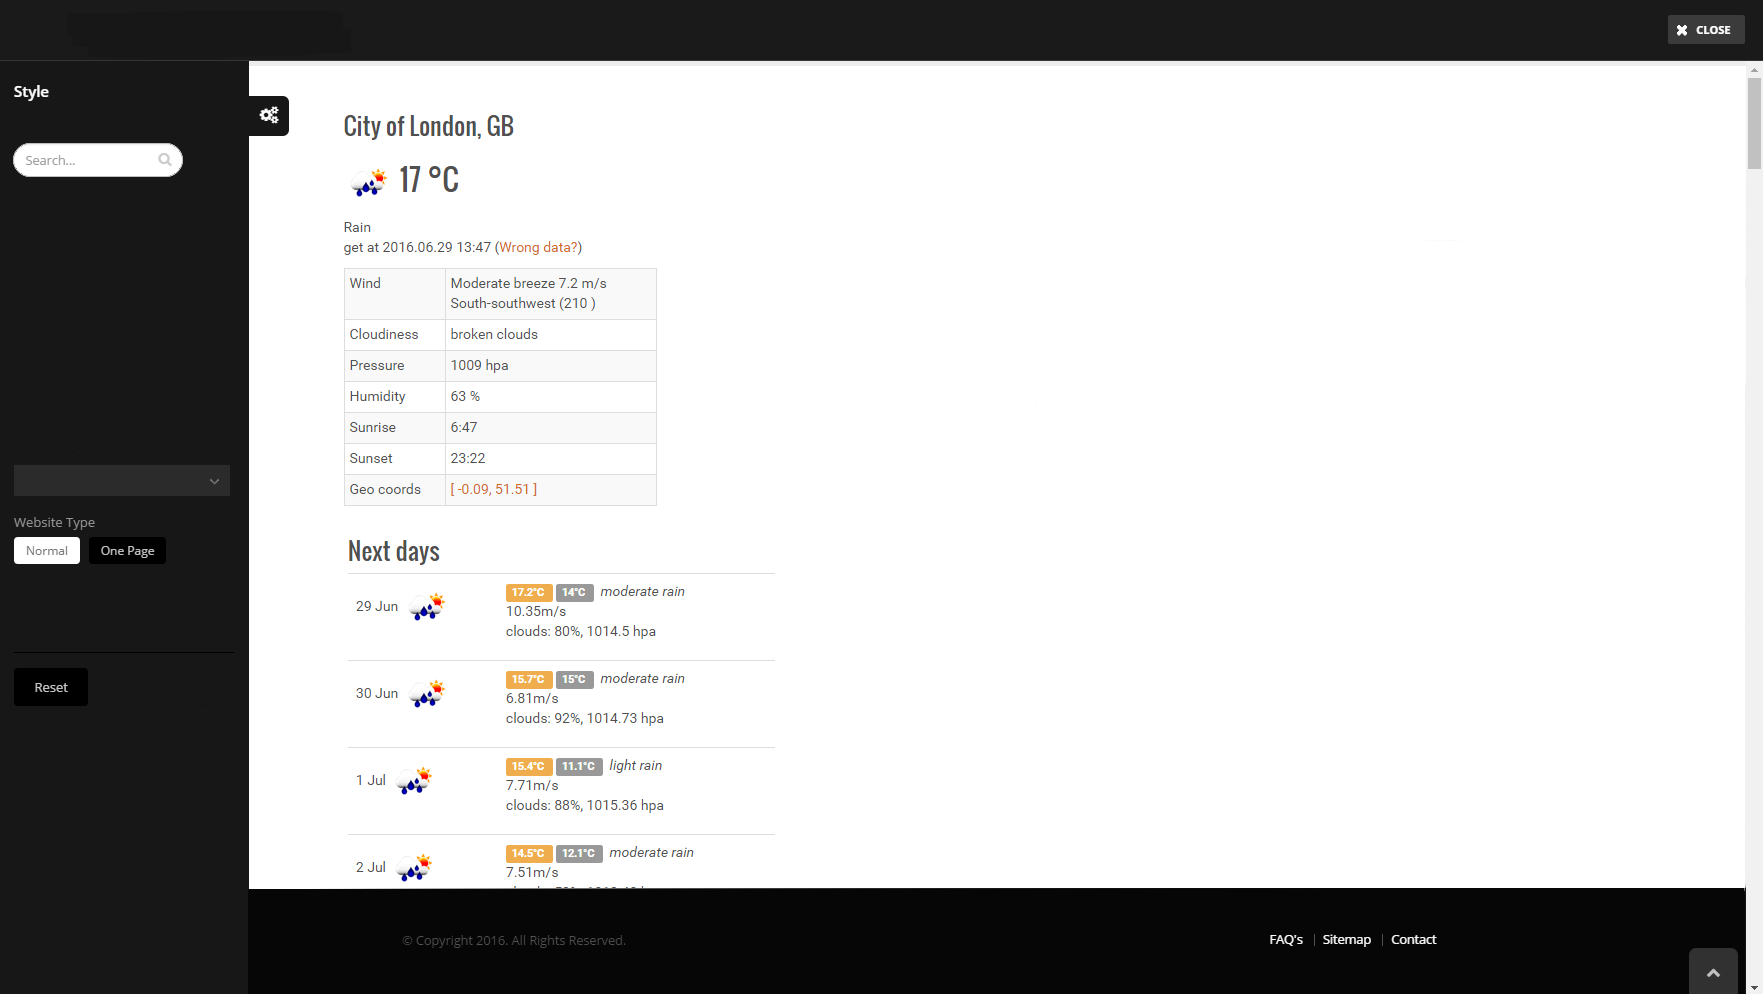 CLOSE
Style
Search...
Website Type
Normal One Page
Reset
City of London, GB
17 °C
Rain
get at 2016.06.29 13:47 (Wrong data?)
Wind Moderate breeze 7.2 m/s
South-southwest (210 )
Cloudiness broken clouds
Pressure 1009 hpa
Humidity 63 %
Sunrise 6:47
Sunset 23:22
Geo coords [ -0.09, 51.51 ]
Next days
29 Jun 17.2°C 14°C moderate rain
10.35m/s
clouds: 80%, 1014.5 hpa
30 Jun 15.7°C 15°C moderate rain
6.81m/s
clouds: 92%, 1014.73 hpa
1 Jul 15.4°C 11.1°C light rain
7.71m/s
clouds: 88%, 1015.36 hpa
2 Jul 14.5°C 12.1°C moderate rain
7.51m/s
© Copyright 2016. All Rights Reserved.
FAQ's | Sitemap | Contact